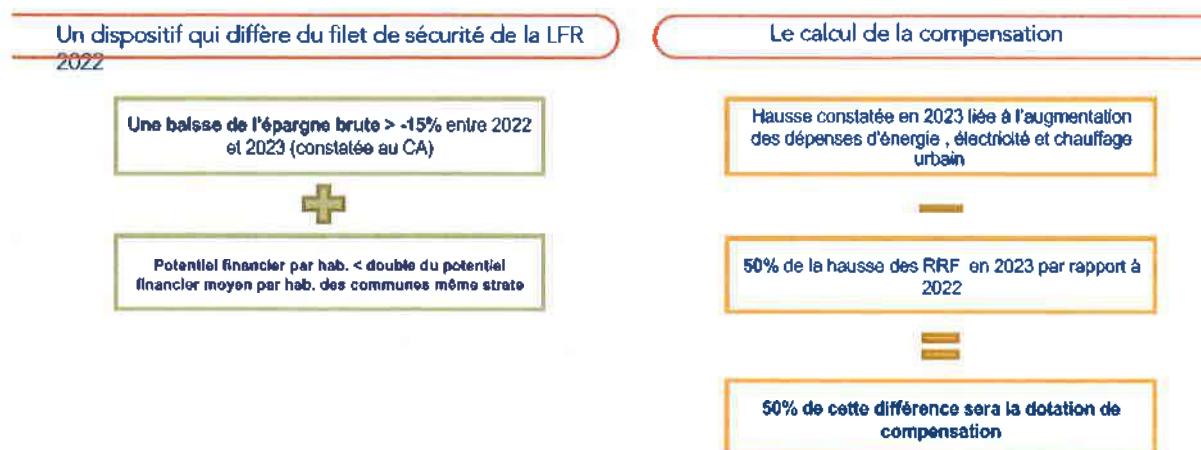 Un dispositif qui diffère du filet de sécurité de la LFR
2022
Une baisse de l'épargne brute > -15% entre 2022
et 2023 (constatée au CA)
Potentiel financier par hab. < double du potentiel
financier moyen par hab. des communes même strate
Le calcul de la compensation
Hausse constatée en 2023 liée à l'augmentation
des dépenses d'énergie , électricité et chauffage
urbain
50% de la hausse des RRF en 2023 par rapport à
2022
50% de cette différence sera la dotation de
compensation